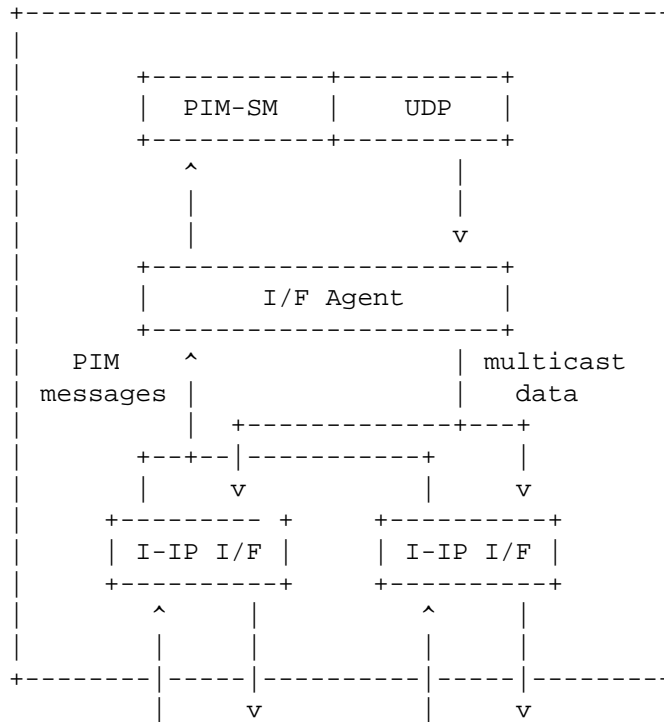 PIM-SM | UDP
I/F Agent
PIM multicast
messages data
I-IP I/F | I-IP I/F